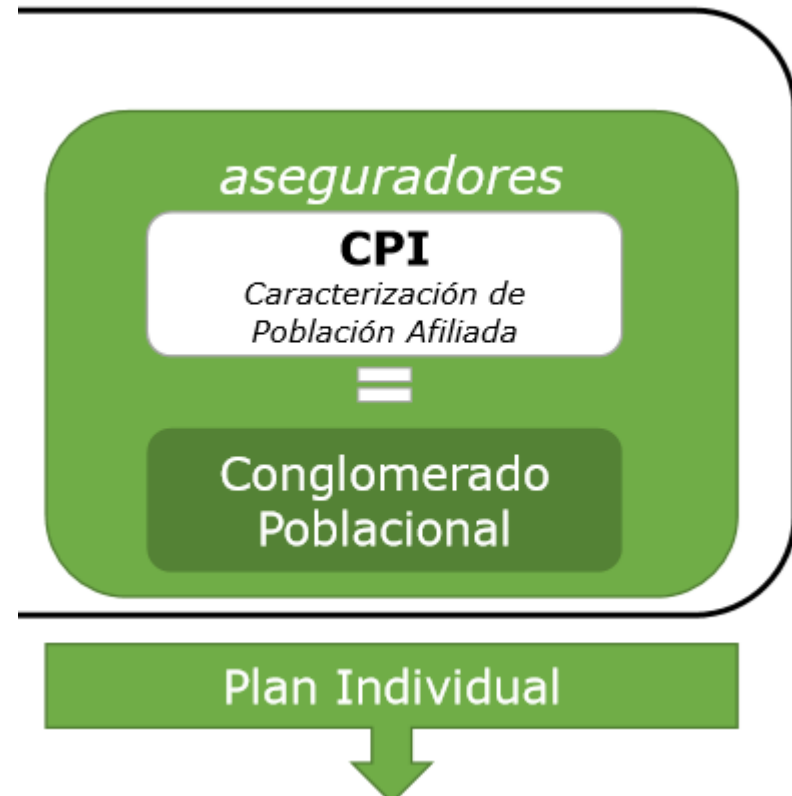 aseguradores
CPI
Caracterización de
Población Afiliada
=
Conglomerado
Poblacional
Plan Individual